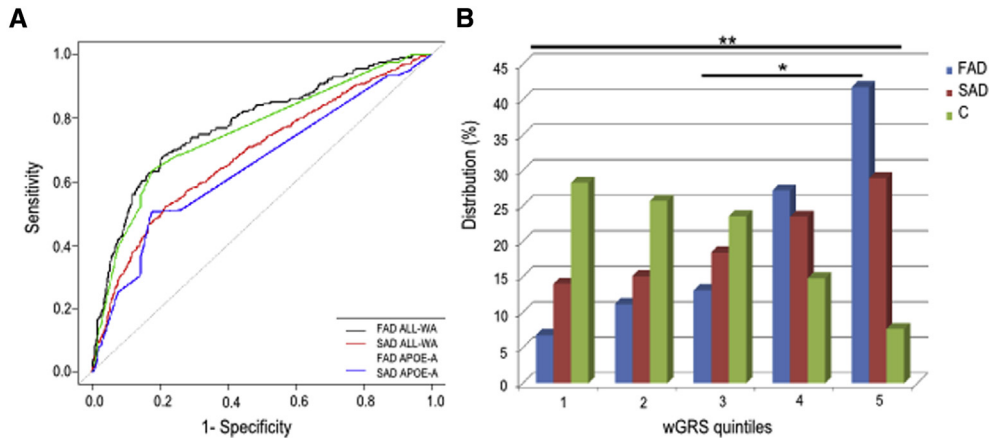 A
1.0
0.8
0.6
0.4
0.2
0.0
Sensitivity
0.0 0.2 0.4 0.6 0.8 1.0
1- Specificity
FAD ALL-WA
SAD ALL-WA
FAD APOE-A
SAD APOE-A
B
**
*
45
40
35
30
25
20
15
10
5
0
Distribution (%)
1 2 3 4 5
wGRS quintiles
FAD
SAD
C